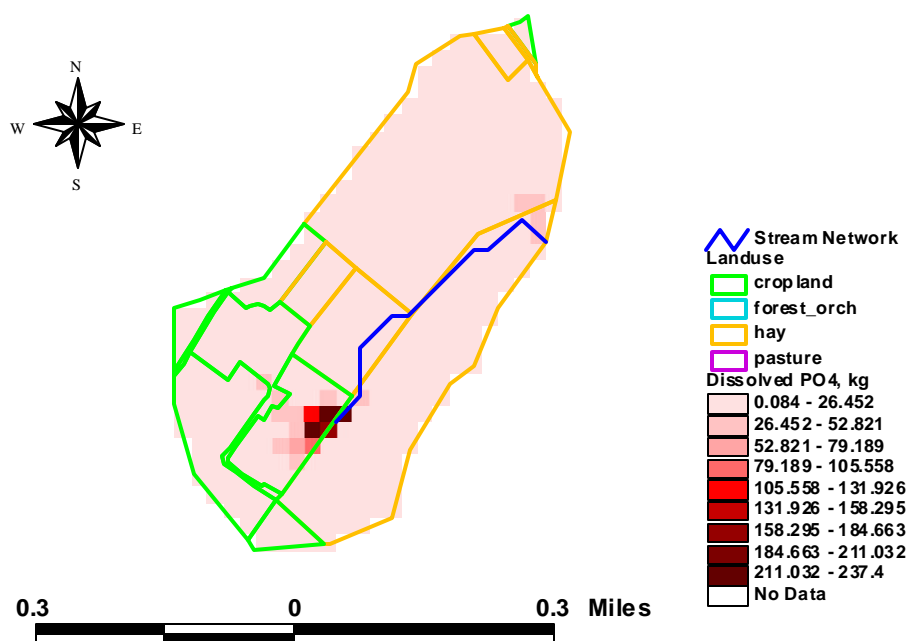 N
W E
S
Stream Network
Landuse
cropland
forest_orch
hay
pasture
Dissolved PO4, kg
0.084 - 26.452
26.452 - 52.821
52.821 - 79.189
79.189 - 105.558
105.558 - 131.926
131.926 - 158.295
158.295 - 184.663
184.663 - 211.032
211.032 - 237.4
No Data
0.3 0 0.3 Miles